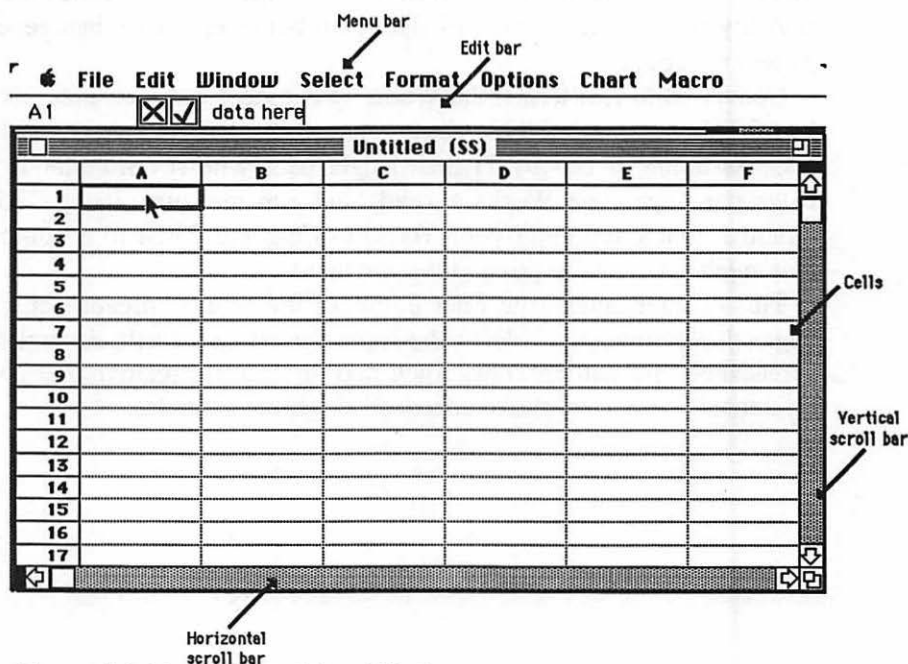 Menu bar
Edit bar
File Edit Window Select Format Options Chart Macro
A1 data here
Untitled (SS)
A B C D E F
1
2
3
4
5
6
7
8
9
10
11
12
13
14
15
16
17
Cells
Vertical
scroll bar
Horizontal
scroll bar